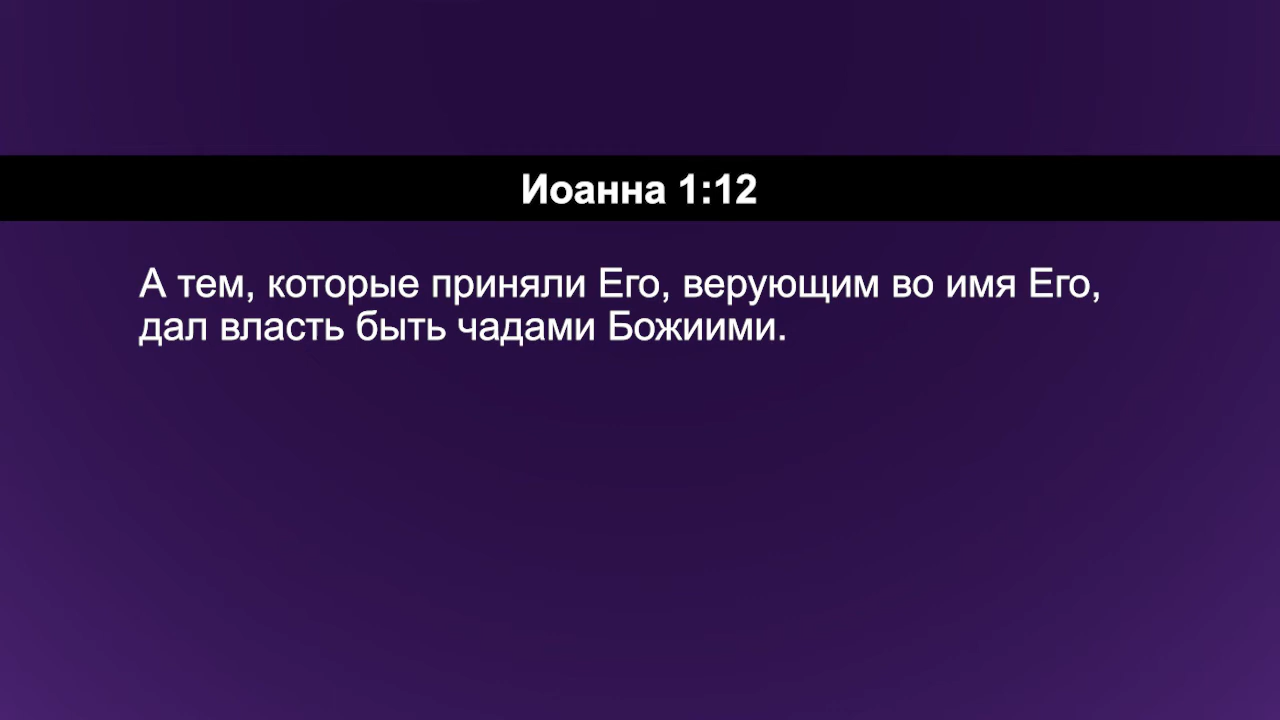 Иоанна 1:12
А тем, которые приняли Его, верующим во имя Его,
дал власть быть чадами Божиими.